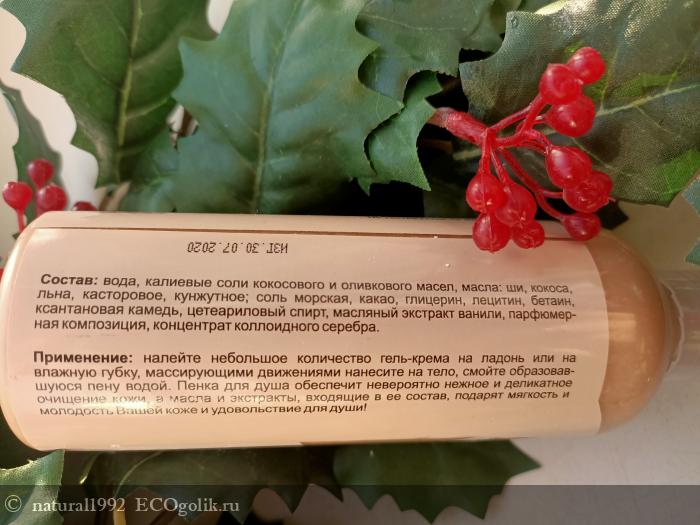 ИЗГ.30.07.2020
Состав: вода, калиевые соли кокосового и оливкового масел, масла: ши, кокоса,
льна, касторовое, кунжутное; соль морская, какао, глицерин, лецитин, бетаин,
ксантановая камедь, цетеариловый спирт, масляный экстракт ванили, парфюмер-
ная композиция, концентрат коллоидного серебра.
Применение: налейте небольшое количество гель-крема на ладонь или на
влажную губку, массирующими движениями нанесите на тело, смойте образовав-
шуюся пену водой. Пенка для душа обеспечит невероятно нежное и деликатное
очищение кожи, а масла и экстракты, входящие в ее состав, подарят мягкость и
молодость Вашей коже и удовольствие для души!
© natural1992 ECOgolik.ru